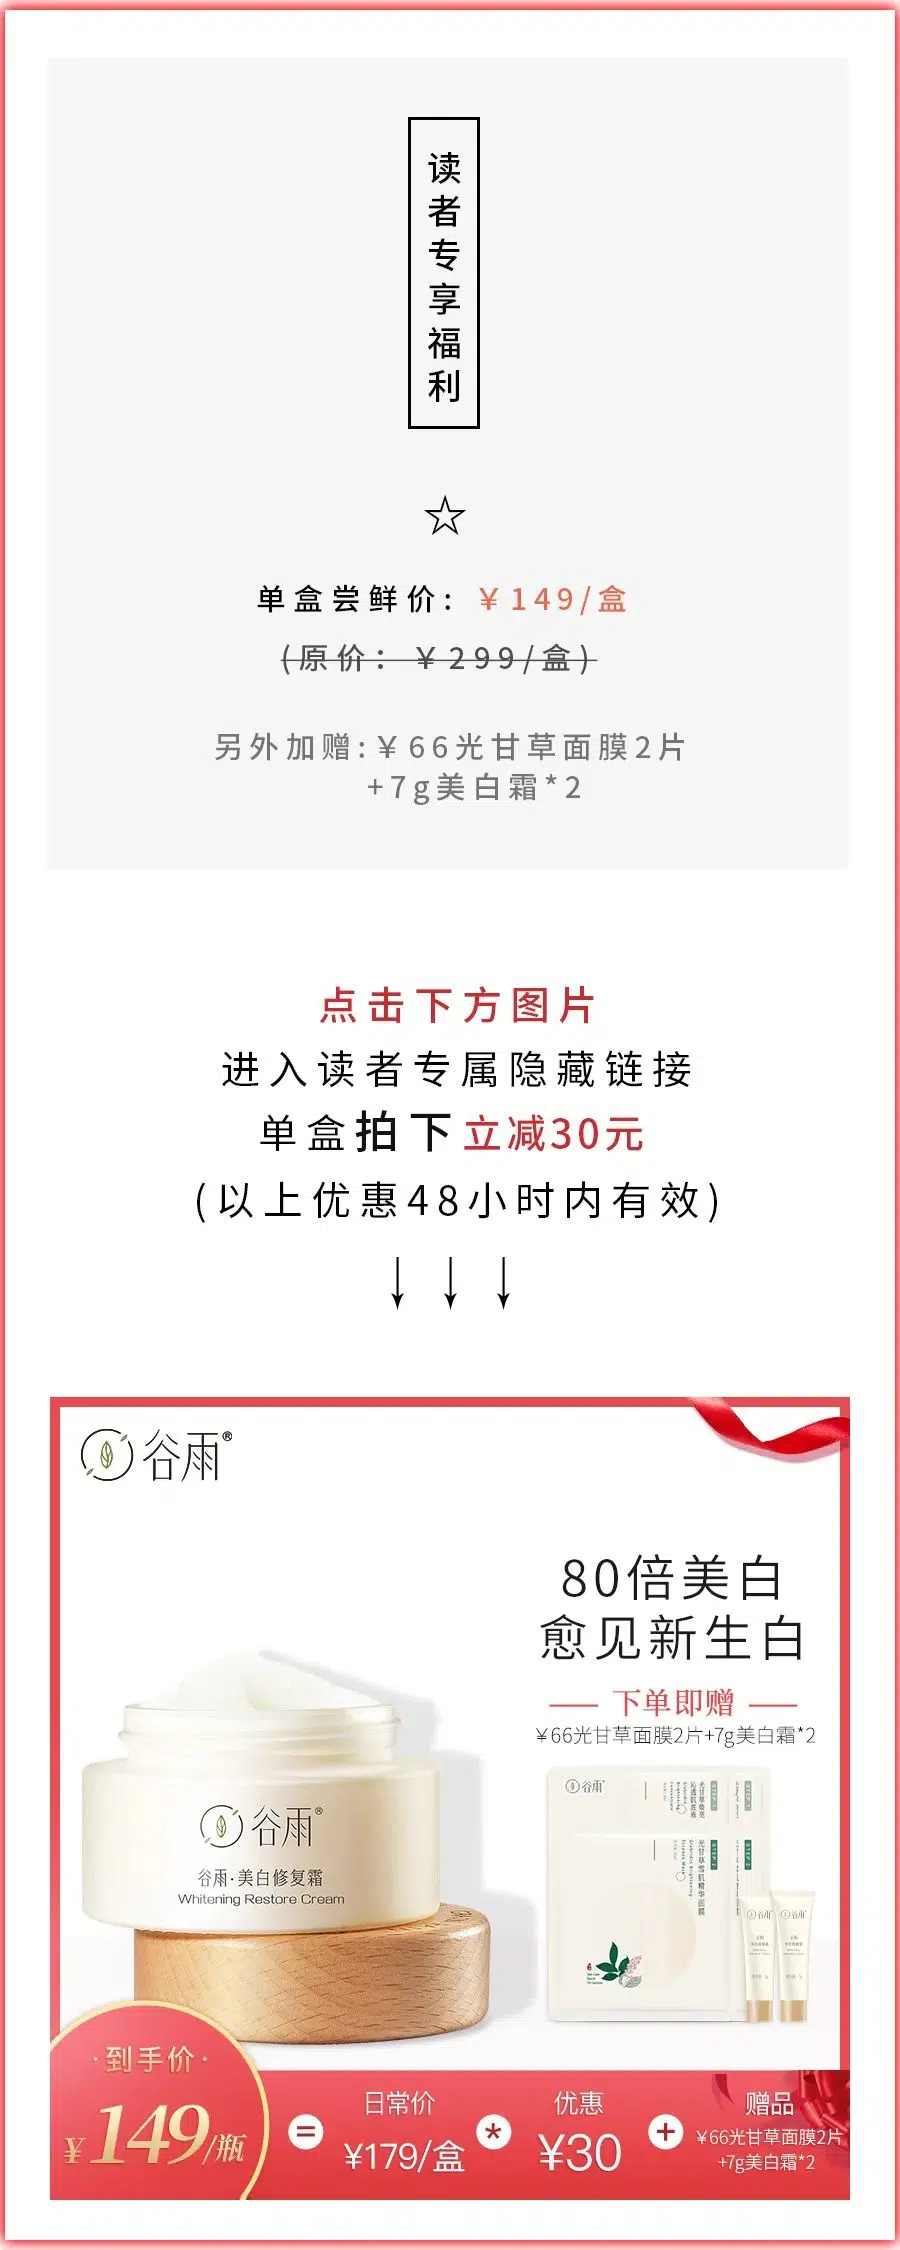 读者专享福利
☆
单盒尝鲜价：￥149/盒
(原价：￥299/盒)
另外加赠:￥66光甘草面膜2片
+7g美白霜*2
点击下方图片
进入读者专属隐藏链接
单盒拍下立减30元
(以上优惠48小时内有效)
↓ ↓ ↓
谷雨®
80倍美白
愈见新生白
下单即赠
¥66光甘草面膜2片+7g美白霜*2
谷雨®
谷雨·美白修复霜
Whitening Restore Cream
谷雨
STEP 2
谷雨
谷雨
·到手价·
¥149/瓶
=
日常价
¥179/盒
*
优惠
¥30
+
赠品
¥66光甘草面膜2片
+7g美白霜*2